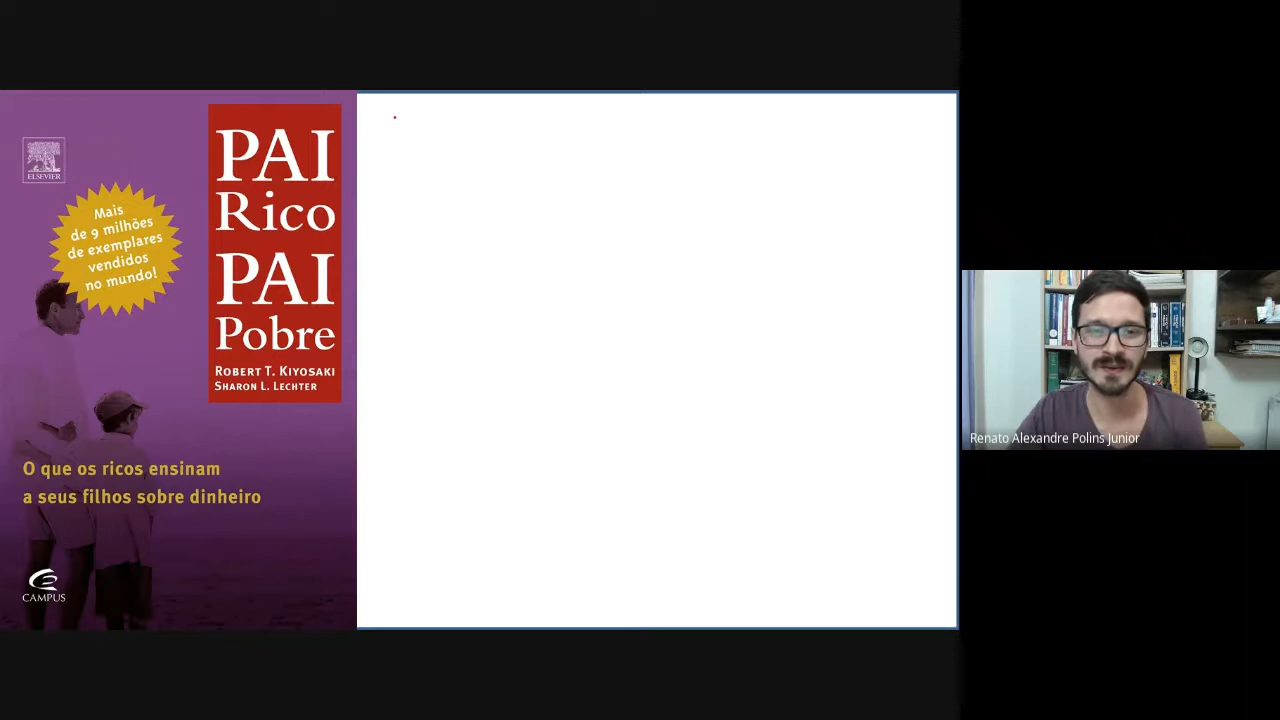 ELSEVIER
Mais
de 9 milhões
de exemplares
vendidos
no mundo!
PAI
Rico
PAI
Pobre
ROBERT T. KIYOSAKI
SHARON L. LECHTER
O que os ricos ensinam
a seus filhos sobre dinheiro
CAMPUS
Renato Alexandre Polins Junior